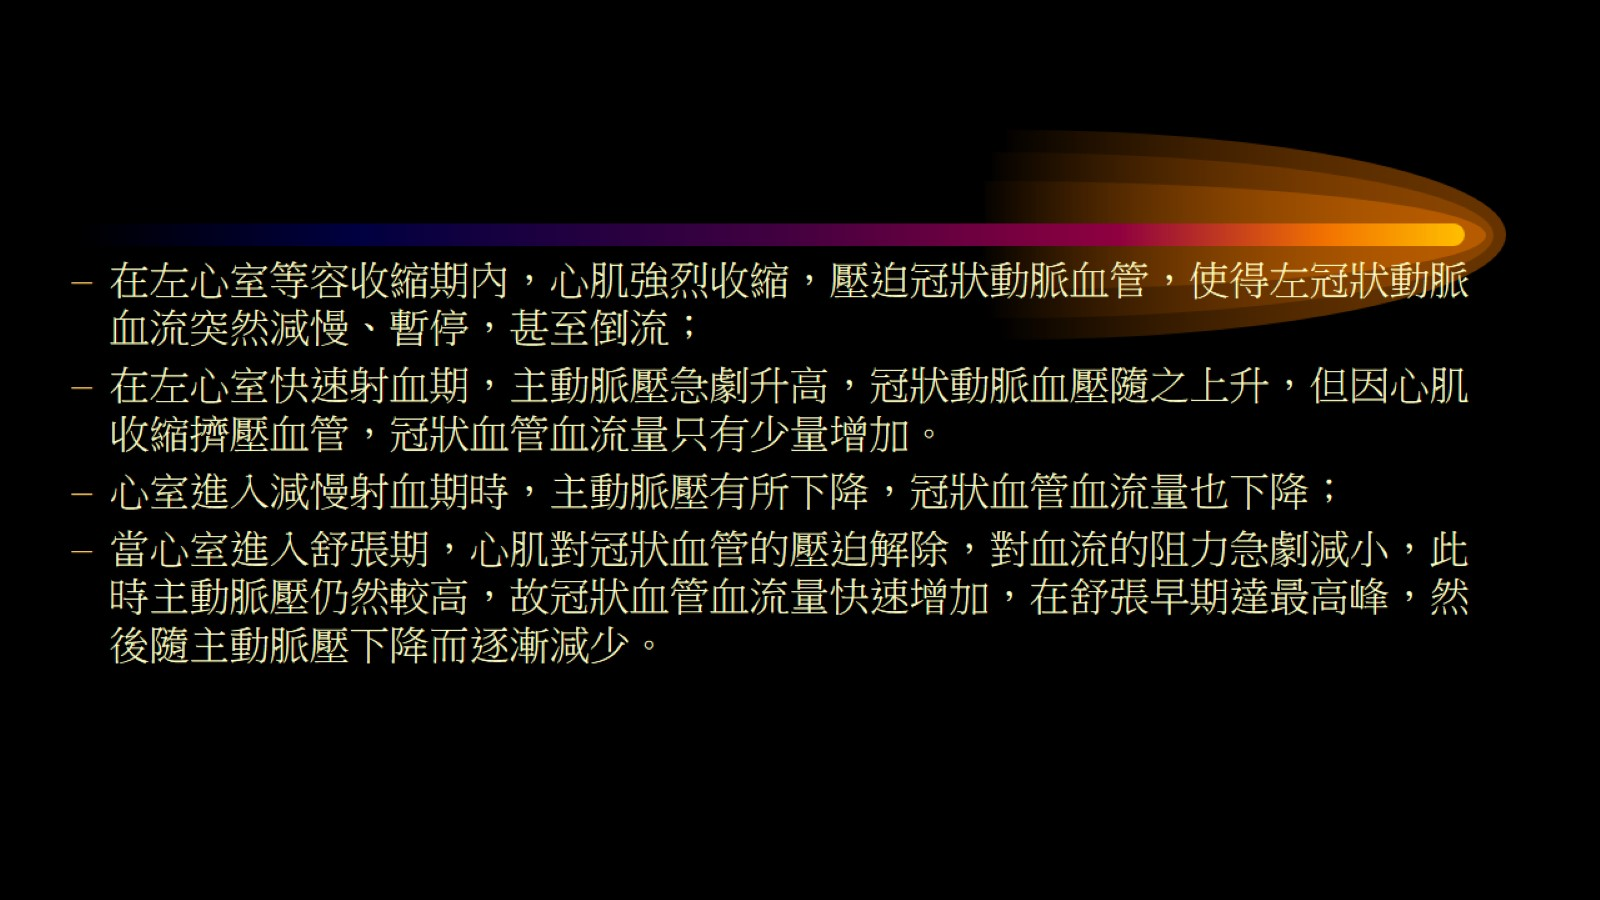 – 在左心室等容收縮期內，心肌強烈收縮，壓迫冠狀動脈血管，使得左冠狀動脈
血流突然減慢、暫停，甚至倒流；
– 在左心室快速射血期，主動脈壓急劇升高，冠狀動脈血壓隨之上升，但因心肌
收縮擠壓血管，冠狀血管血流量只有少量增加。
– 心室進入減慢射血期時，主動脈壓有所下降，冠狀血管血流量也下降；
– 當心室進入舒張期，心肌對冠狀血管的壓迫解除，對血流的阻力急劇減小，此
時主動脈壓仍然較高，故冠狀血管血流量快速增加，在舒張早期達最高峰，然
後隨主動脈壓下降而逐漸減少。